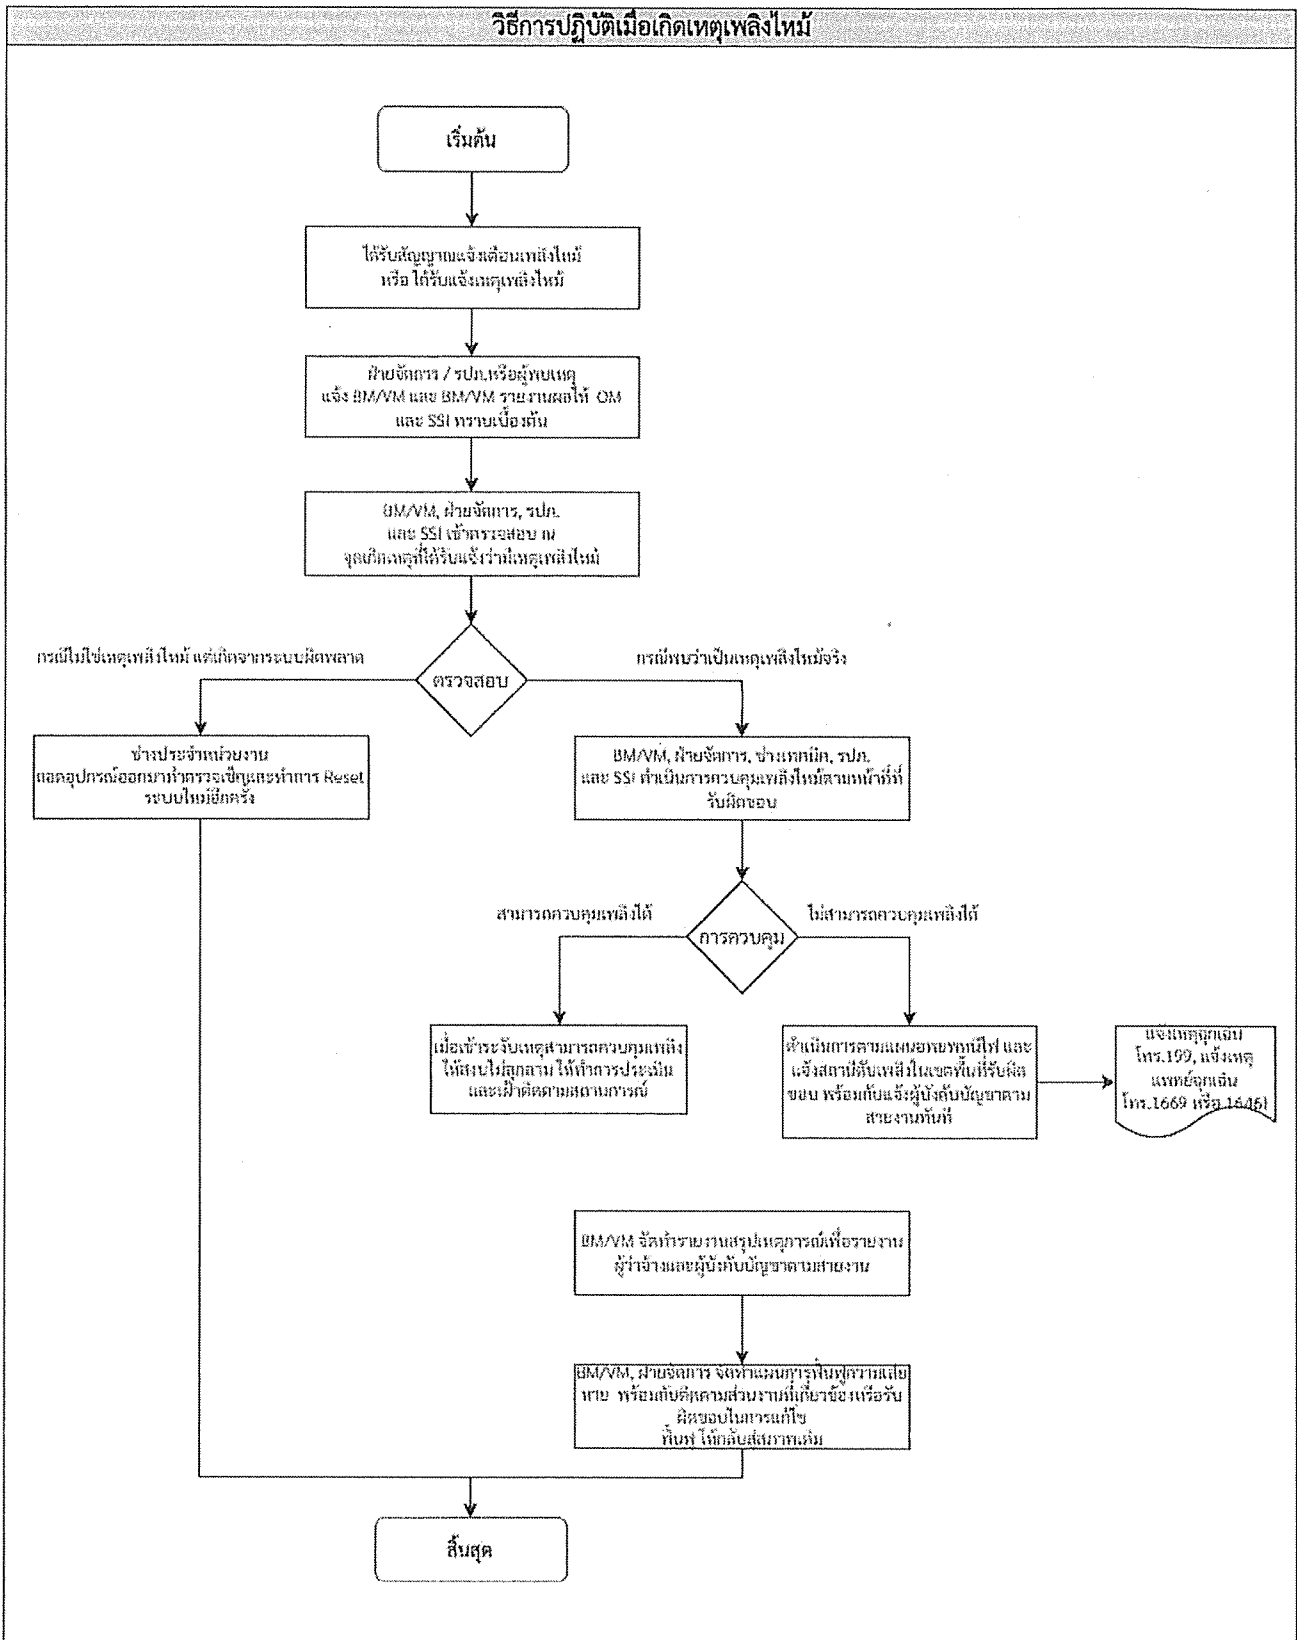 วิธีการปฏิบัติเมื่อเกิดเหตุเพลิงไหม้
เริ่มต้น
ได้รับสัญญาณแจ้งเตือนเพลิงไหม้
หรือ ได้รับแจ้งเหตุเพลิงไหม้
ฝ่ายจัดการ / รปภ.หรือผู้พบเหตุ
แจ้ง BM/VM และ BM/VM รายงานผลให้ OM
และ SSI ทราบเบื้องต้น
BM/VM, ฝ่ายจัดการ, รปภ.
และ SSI เข้าตรวจสอบ ณ
จุดเกิดเหตุที่ได้รับแจ้งว่ามีเหตุเพลิงไหม้
กรณีไม่ใช่เหตุเพลิงไหม้ แต่เกิดจากระบบผิดพลาด
ตรวจสอบ
กรณีพบว่าเป็นเหตุเพลิงไหม้จริง
ช่างประจำหน่วยงาน
ถอดอุปกรณ์ออกมาทำตรวจเช็คและทำการ Reset
ระบบใหม่อีกครั้ง
BM/VM, ฝ่ายจัดการ, ช่างเทคนิค, รปภ.
และ SSI ดำเนินการควบคุมเพลิงไหม้ตามหน้าที่ที่
รับผิดชอบ
สามารถควบคุมเพลิงได้
การควบคุม
ไม่สามารถควบคุมเพลิงได้
เมื่อเข้าระงับเหตุสามารถควบคุมเพลิง
ให้สงบไม่ลุกลาม ให้ทำการประเมิน
และเฝ้าติดตามสถานการณ์
ดำเนินการตามแผนอพยพหนีไฟ และ
แจ้งสถานีดับเพลิงในเขตพื้นที่รับผิด
ชอบ พร้อมกับแจ้งผู้บังคับบัญชาตาม
สายงานทันที
แจ้งเหตุฉุกเฉิน
โทร.199, แจ้งเหตุ
แพทย์ฉุกเฉิน
โทร.1669 หรือ 1646
BM/VM จัดทำรายงานสรุปเหตุการณ์เพื่อรายงาน
ผู้ว่าจ้างและผู้บังคับบัญชาตามสายงาน
BM/VM, ฝ่ายจัดการ จัดทำแผนการฟื้นฟูความเสีย
หาย พร้อมกับติดตามส่วนงานที่เกี่ยวข้องหรือรับ
ผิดชอบในการแก้ไข
ฟื้นฟู ให้กลับสู่สภาพเดิม
สิ้นสุด